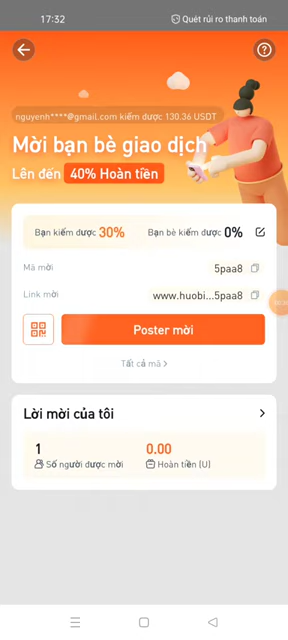 17:32
Quét rủi ro thanh toán
nguyenh****@gmail.com kiếm được 130.36 USDT
Mời bạn bè giao dịch
Lên đến 40% Hoàn tiền
Bạn kiếm được 30% Bạn bè kiếm được 0%
Mã mời 5paa8
Link mời www.huobi...5paa8
Poster mời
Tất cả mã
Lời mời của tôi
1 0.00
Số người được mời Hoàn tiền (U)